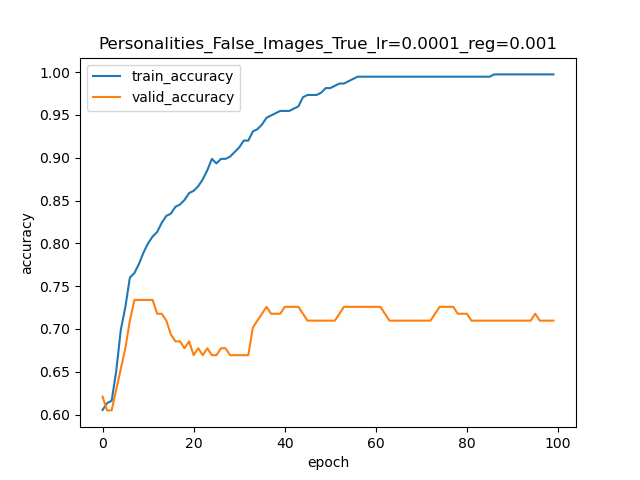 Personalities_False_Images_True_lr=0.0001_reg=0.001
train_accuracy
valid_accuracy
accuracy
1.00
0.95
0.90
0.85
0.80
0.75
0.70
0.65
0.60
0 20 40 60 80 100
epoch